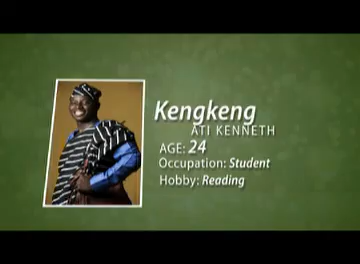 Kengkeng
ATI KENNETH
AGE: 24
Occupation: Student
Hobby: Reading